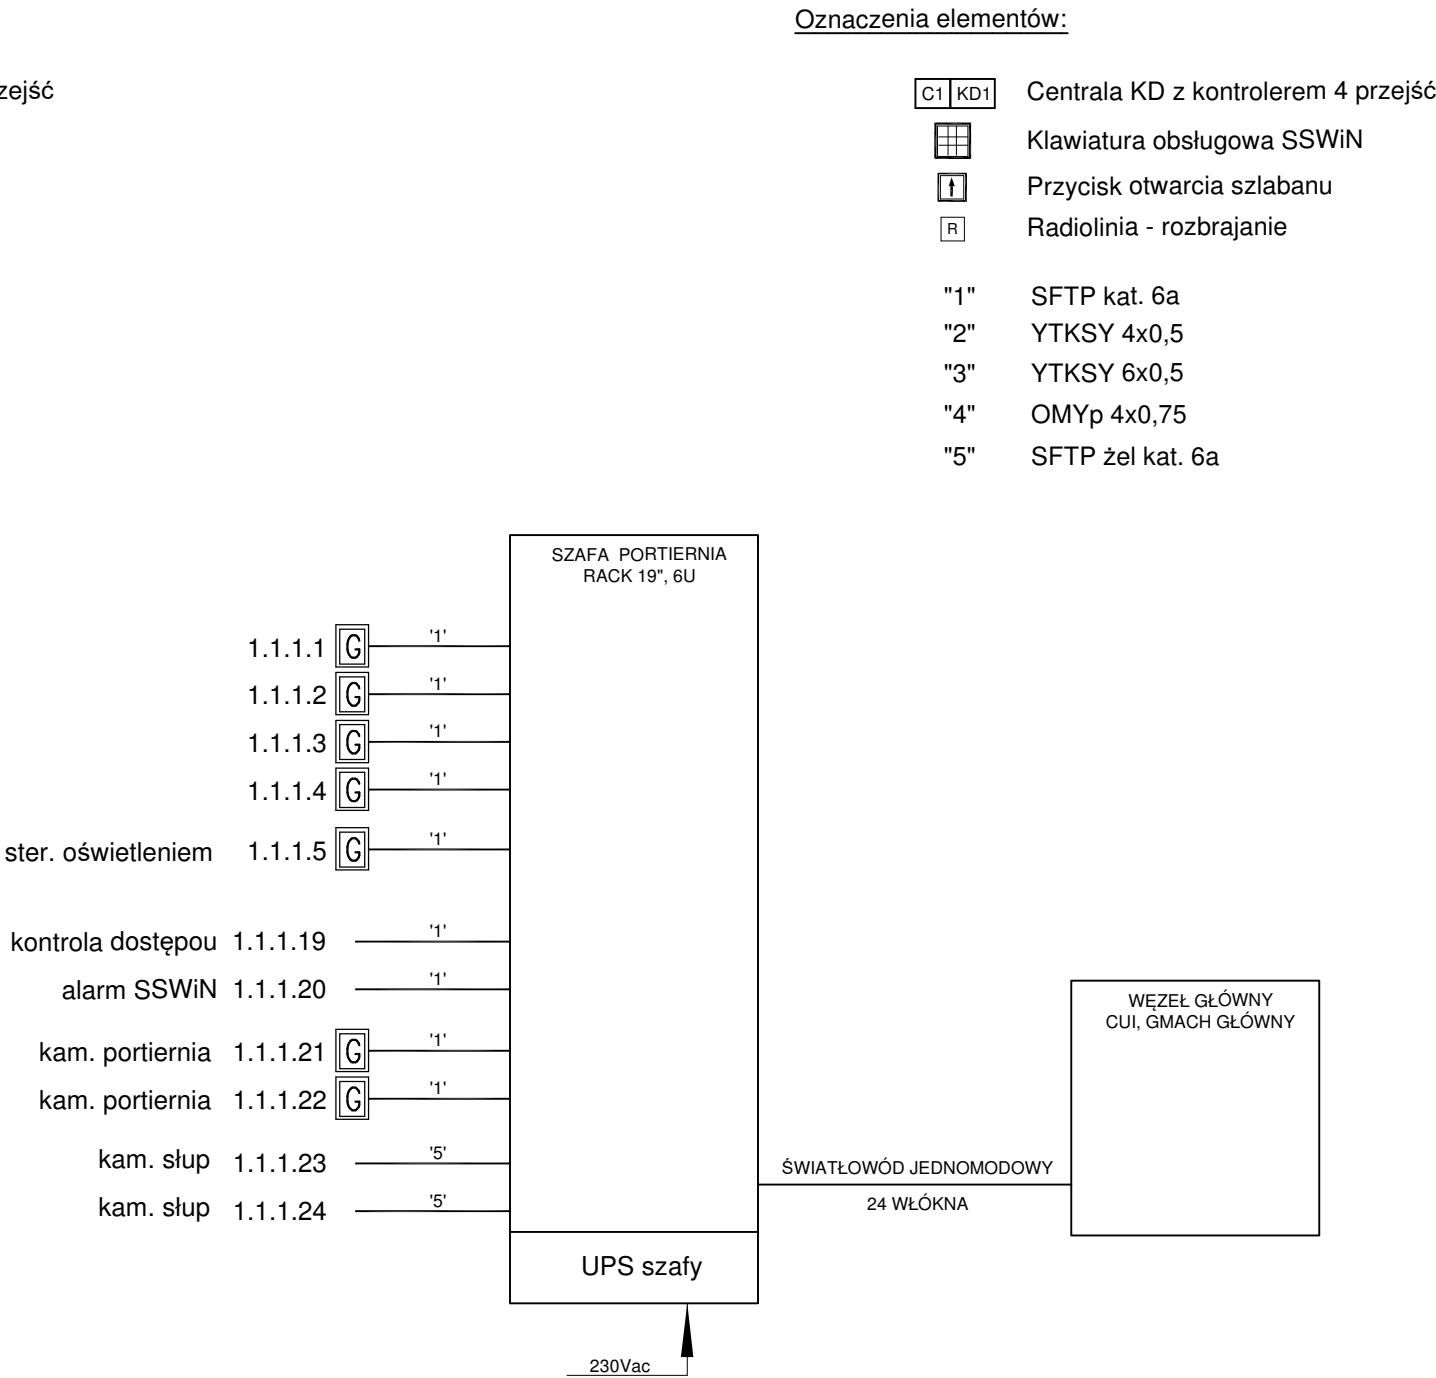 Oznaczenia elementów:
zejść
C1 KD1 Centrala KD z kontrolerem 4 przejść
Klawiatura obsługowa SSWiN
Przycisk otwarcia szlabanu
R Radiolinia - rozbrajanie
"1" SFTP kat. 6a
"2" YTKSY 4x0,5
"3" YTKSY 6x0,5
"4" OMYp 4x0,75
"5" SFTP żel kat. 6a
SZAFA PORTIERNIA
RACK 19", 6U
1.1.1.1 G '1'
1.1.1.2 G '1'
1.1.1.3 G '1'
1.1.1.4 G '1'
ster. oświetleniem 1.1.1.5 G '1'
kontrola dostępou 1.1.1.19 '1'
alarm SSWiN 1.1.1.20 '1'
kam. portiernia 1.1.1.21 G '1'
kam. portiernia 1.1.1.22 G '1'
kam. słup 1.1.1.23 '5'
kam. słup 1.1.1.24 '5'
WĘZEŁ GŁÓWNY
CUI, GMACH GŁÓWNY
ŚWIATŁOWÓD JEDNOMODOWY
24 WŁÓKNA
UPS szafy
230Vac